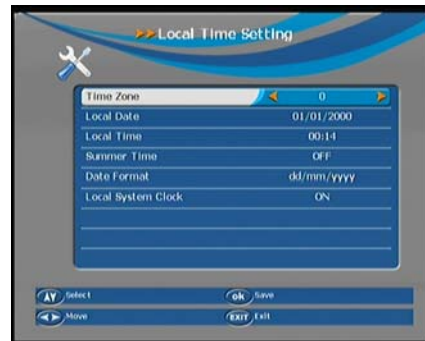 Local Time Setting
Time Zone 0
Local Date 01/01/2000
Local Time 00:14
Summer Time OFF
Date Format dd/mm/yyyy
Local System Clock ON
Select ok Save
Move EXIT Exit